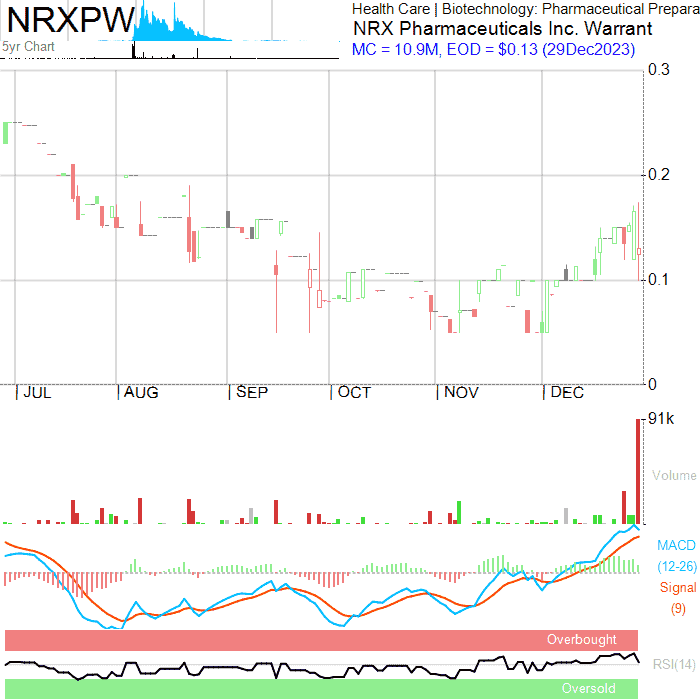 NRXPW
5yr Chart
Health Care | Biotechnology: Pharmaceutical Prepara
NRX Pharmaceuticals Inc. Warrant
MC = 10.9M, EOD = $0.13 (29Dec2023)
0.3
0.2
0.1
0
| JUL | AUG | SEP | OCT | NOV | DEC
91k
Volume
MACD
(12-26)
Signal
(9)
Overbought
RSI(14)
Oversold